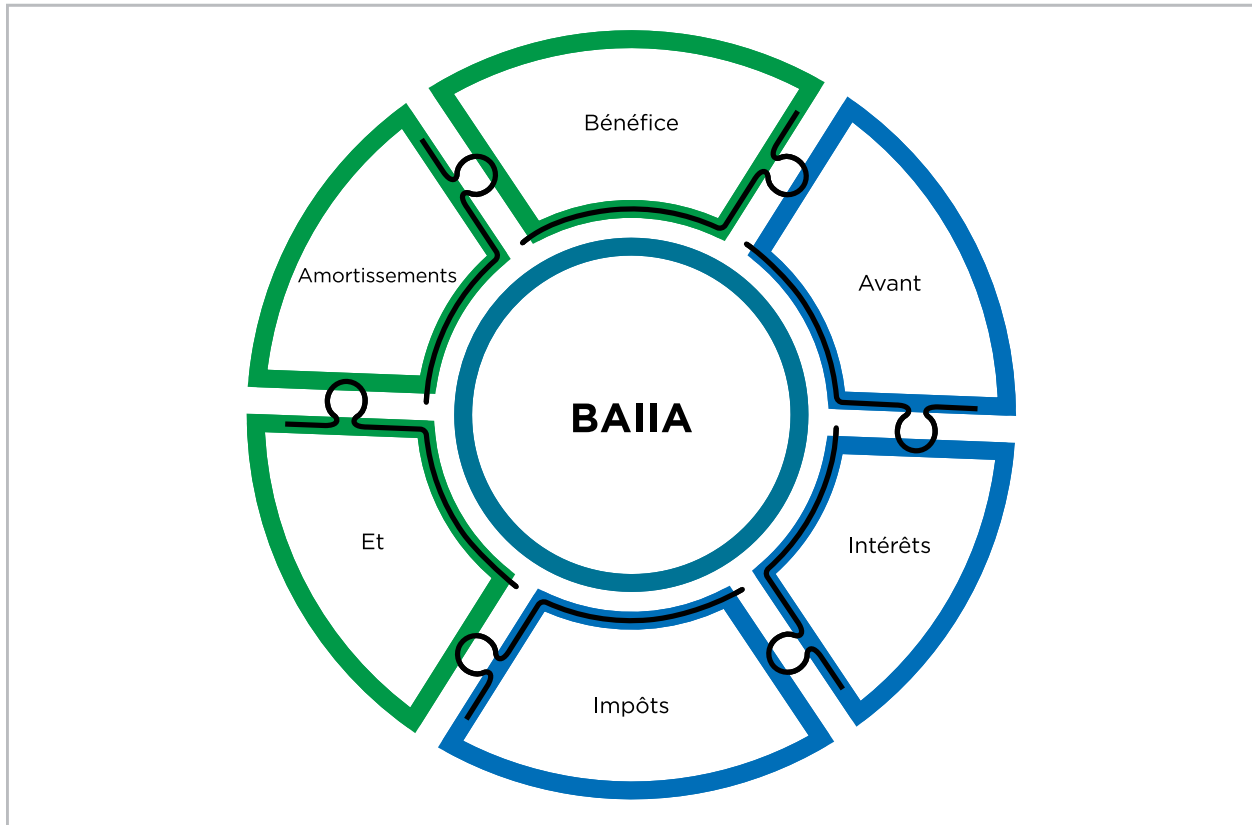 Bénéfice
Avant
Intérêts
Impôts
Et
Amortissements
BAIIA